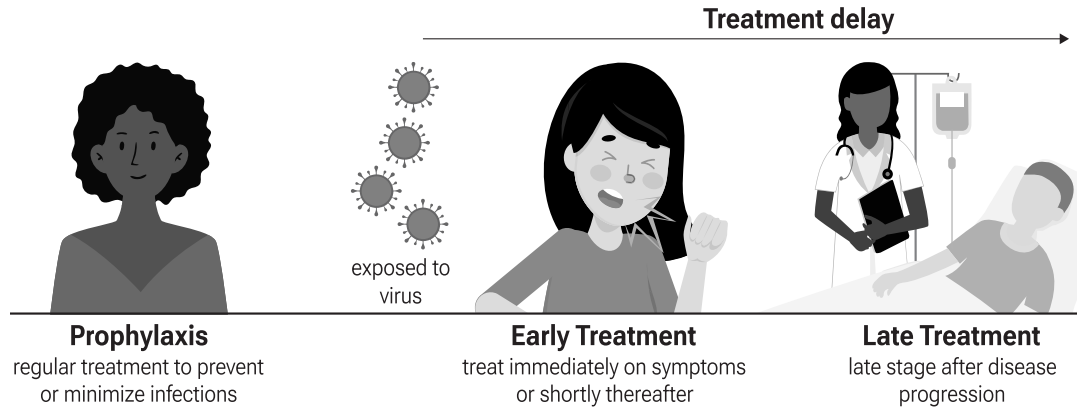 Treatment delay
exposed to
virus
Prophylaxis
regular treatment to prevent
or minimize infections
Early Treatment
treat immediately on symptoms
or shortly thereafter
Late Treatment
late stage after disease
progression